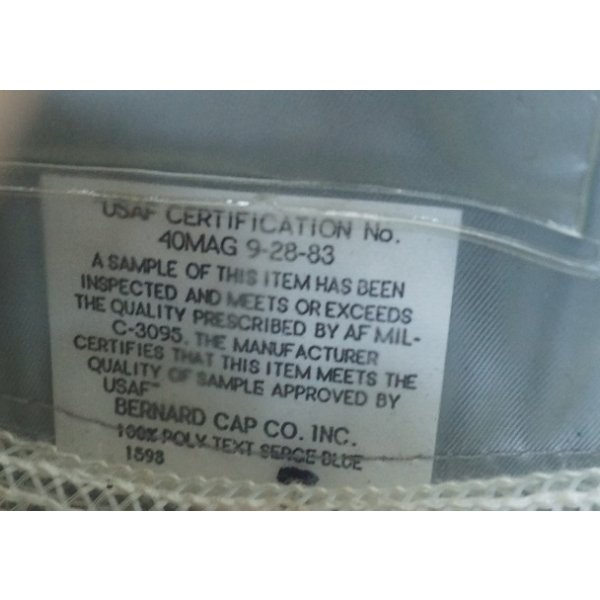 "USAF CERTIFICATION No.
40MAG 9-28-83
A SAMPLE OF THIS ITEM HAS BEEN
INSPECTED AND MEETS OR EXCEEDS
THE QUALITY PRESCRIBED BY AF MIL-
C-3095. THE MANUFACTURER
CERTIFIES THAT THIS ITEM MEETS THE
QUALITY OF SAMPLE APPROVED BY
USAF"
BERNARD CAP CO. INC.
100% POLY TEXT SERGE BLUE
1598